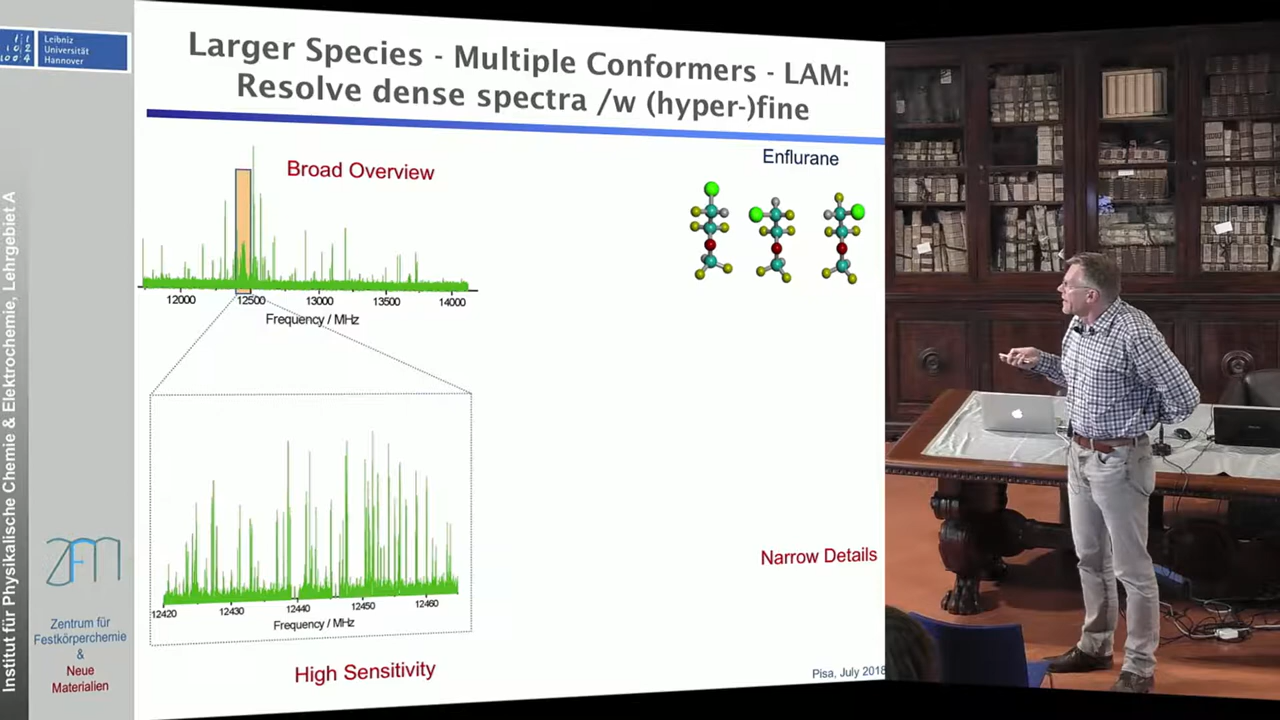 Leibniz
Universität
Hannover
Institut für Physikalische Chemie & Elektrochemie, Lehrgebiet A
Zentrum für
Festkörperchemie
&
Neue
Materialien
Larger Species - Multiple Conformers - LAM:
Resolve dense spectra /w (hyper-)fine
Broad Overview
12000 12500 13000 13500 14000
Frequency / MHz
12420 12430 12440 12450 12460
Frequency / MHz
High Sensitivity
Enflurane
Narrow Details
Pisa, July 2018